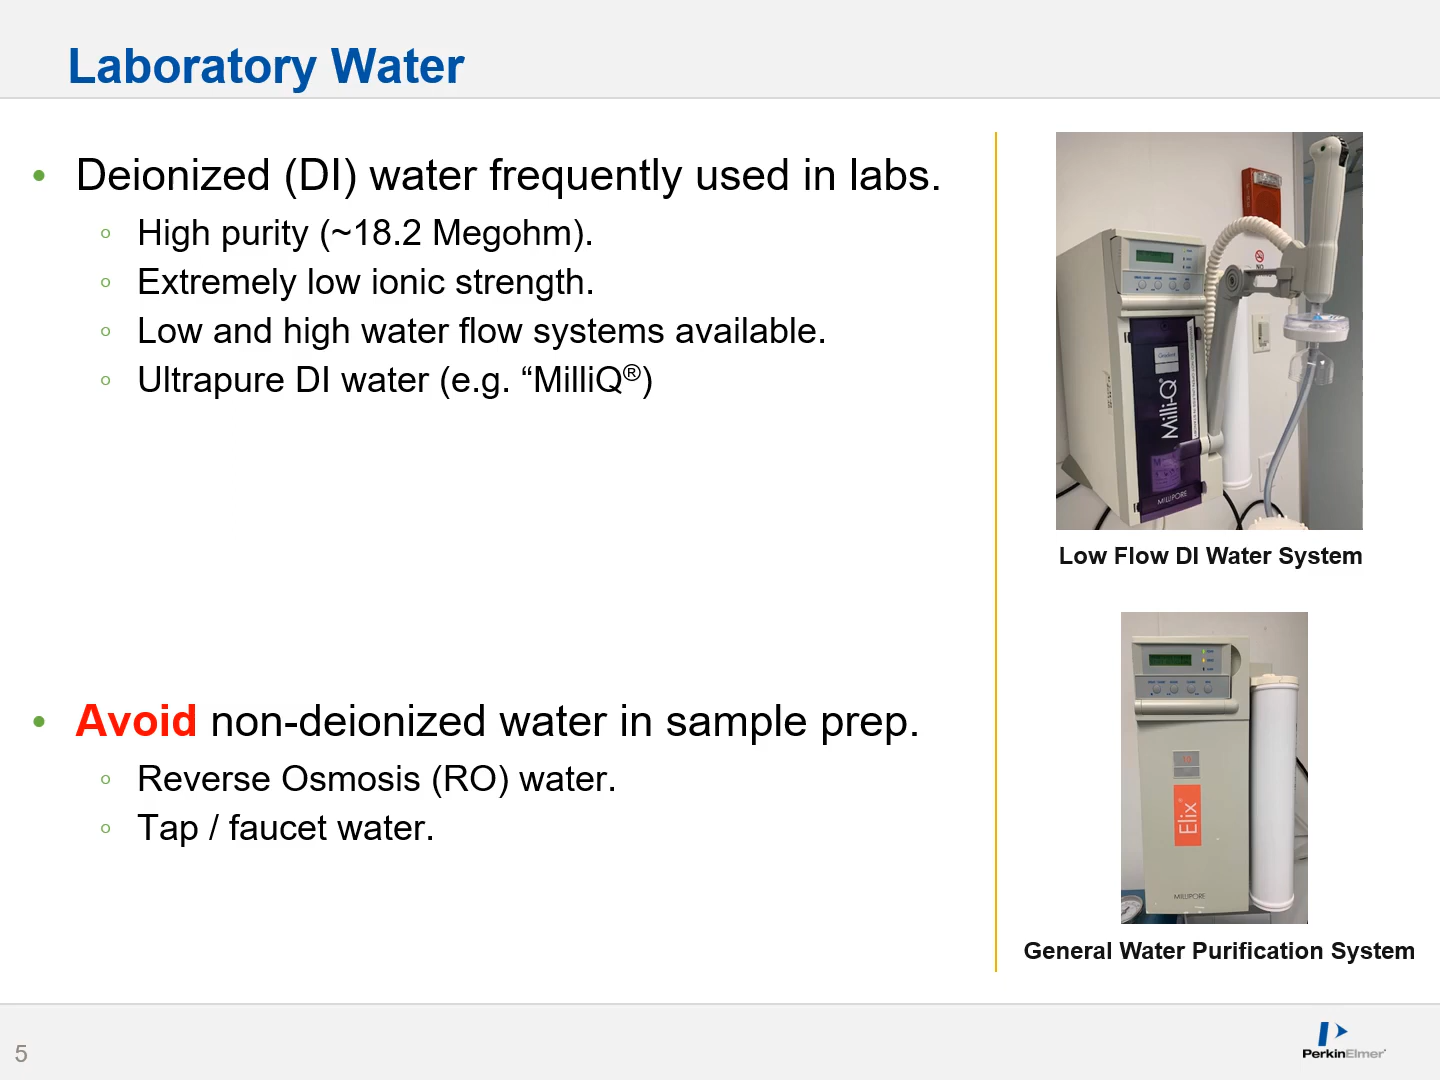 Laboratory Water
• Deionized (DI) water frequently used in labs.
○ High purity (~18.2 Megohm).
○ Extremely low ionic strength.
○ Low and high water flow systems available.
○ Ultrapure DI water (e.g. “MilliQ®)
Milli-Q
MILLIPORE
Low Flow DI Water System
• Avoid non-deionized water in sample prep.
○ Reverse Osmosis (RO) water.
○ Tap / faucet water.
Elix
MILLIPORE
General Water Purification System
5
PerkinElmer